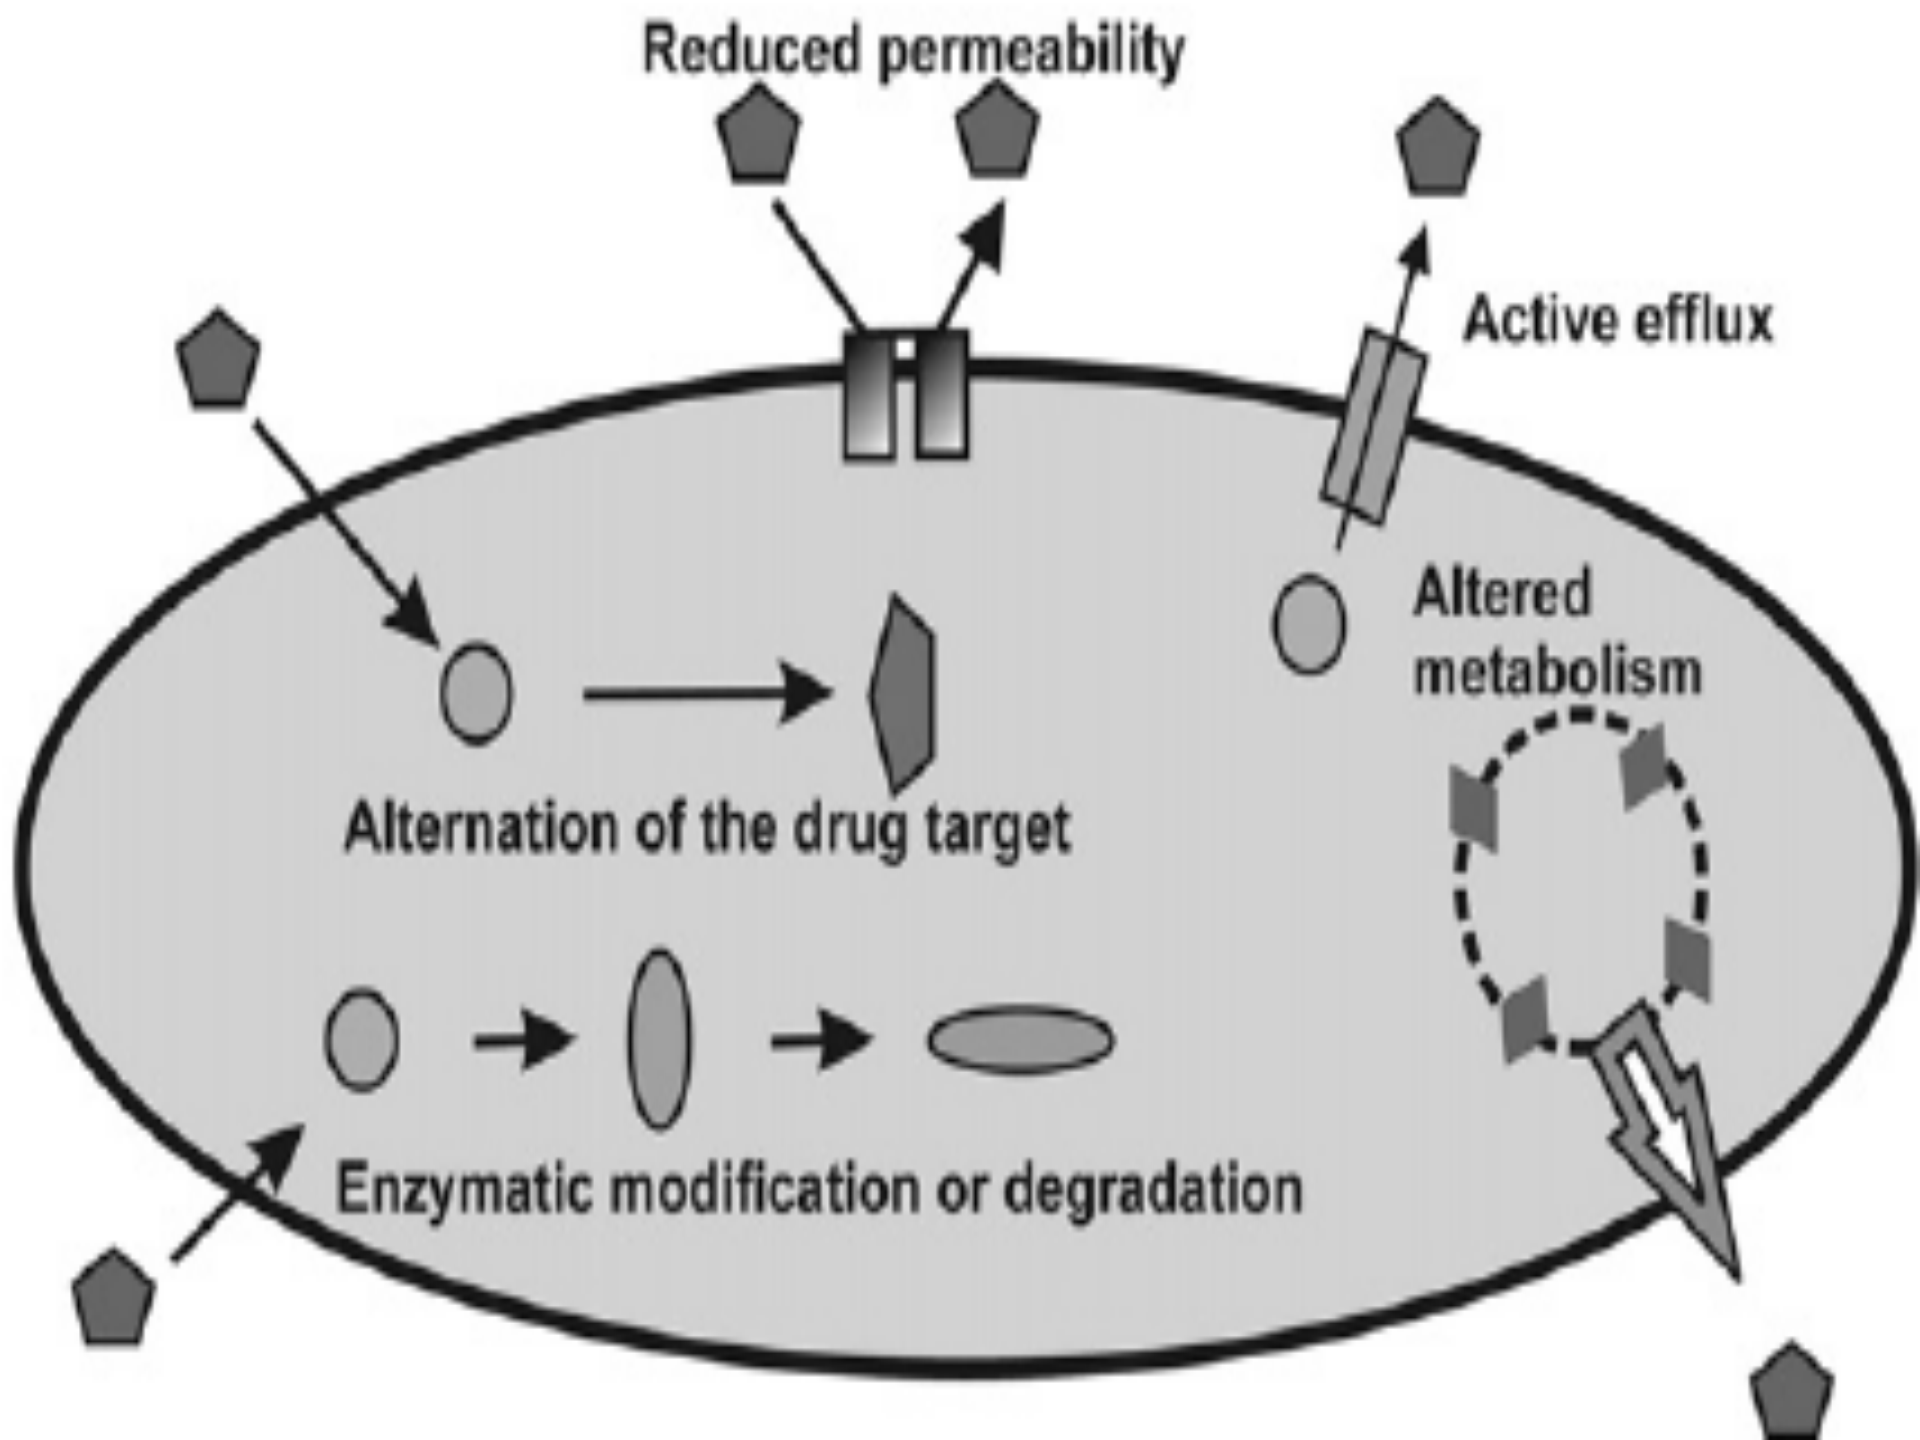 Reduced permeability
Active efflux
Altered
metabolism
Alternation of the drug target
Enzymatic modification or degradation